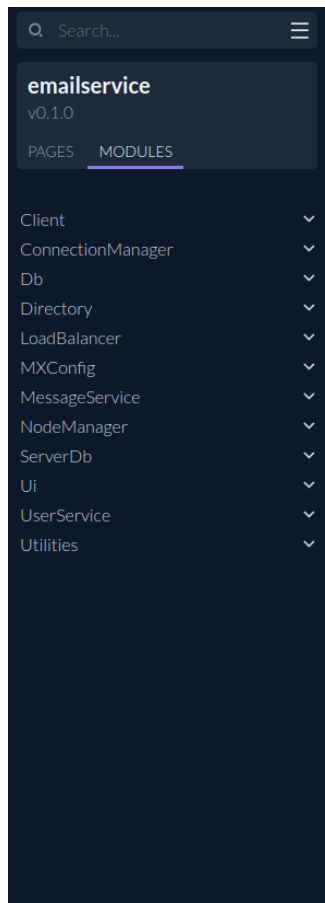 Search...
emailservice
v0.1.0
PAGES MODULES
Client
ConnectionManager
Db
Directory
LoadBalancer
MXConfig
MessageService
NodeManager
ServerDb
Ui
UserService
Utilities